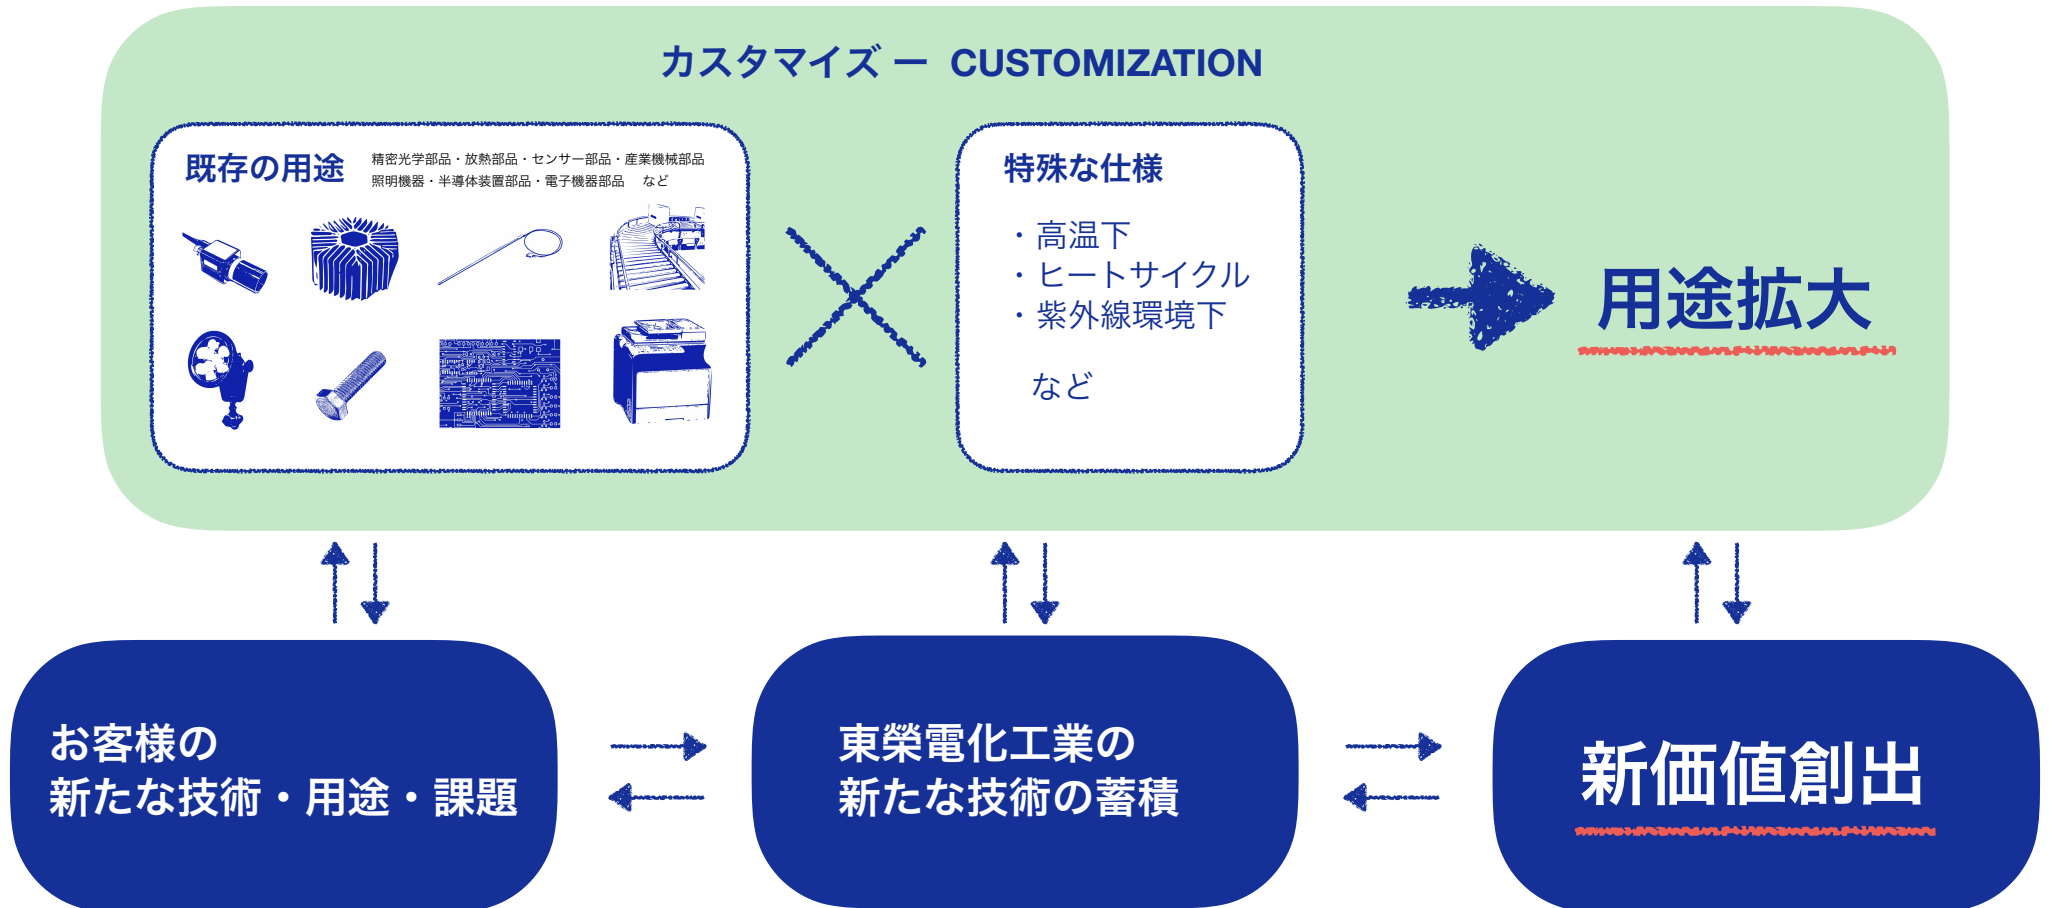 カスタマイズ ー CUSTOMIZATION
既存の用途
精密光学部品・放熱部品・センサー部品・産業機械部品
照明機器・半導体装置部品・電子機器部品 など
特殊な仕様
・高温下
・ヒートサイクル
・紫外線環境下
など
用途拡大
お客様の
新たな技術・用途・課題
東榮電化工業の
新たな技術の蓄積
新価値創出